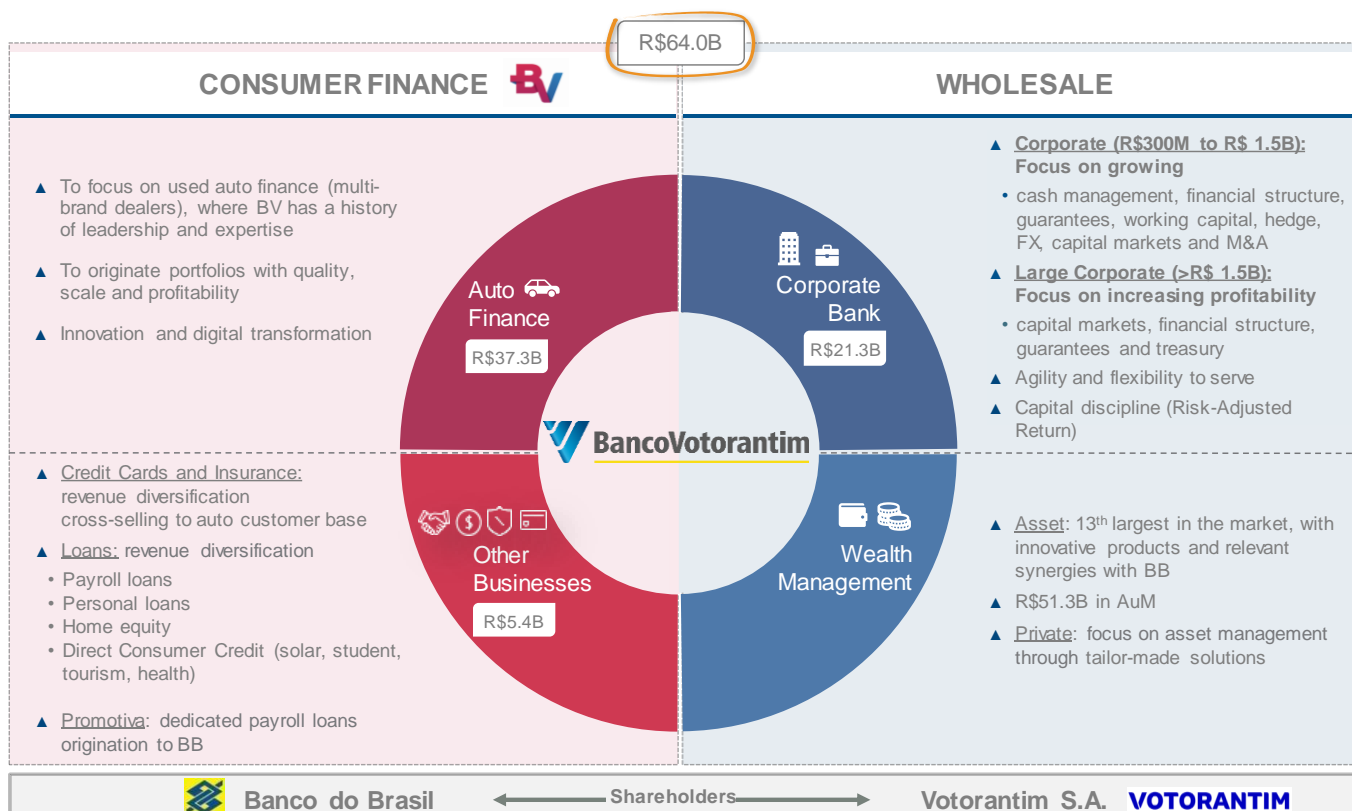 R$64.0B
CONSUMER FINANCE BV
▲ To focus on used auto finance (multi-
brand dealers), where BV has a history
of leadership and expertise
▲ To originate portfolios with quality,
scale and profitability
▲ Innovation and digital transformation
Auto
Finance
R$37.3B
▲ Credit Cards and Insurance:
revenue diversification
cross-selling to auto customer base
▲ Loans: revenue diversification
• Payroll loans
• Personal loans
• Home equity
• Direct Consumer Credit (solar, student,
tourism, health)
▲ Promotiva: dedicated payroll loans
origination to BB
$
Other
Businesses
R$5.4B
BancoVotorantim
WHOLESALE
▲ Corporate (R$300M to R$ 1.5B):
Focus on growing
• cash management, financial structure,
guarantees, working capital, hedge,
FX, capital markets and M&A
▲ Large Corporate (>R$ 1.5B):
Focus on increasing profitability
• capital markets, financial structure,
guarantees and treasury
▲ Agility and flexibility to serve
▲ Capital discipline (Risk-Adjusted
Return)
Corporate
Bank
R$21.3B
Wealth
Management
▲ Asset: 13th largest in the market, with
innovative products and relevant
synergies with BB
▲ R$51.3B in AuM
▲ Private: focus on asset management
through tailor-made solutions
Banco do Brasil Shareholders Votorantim S.A. VOTORANTIM